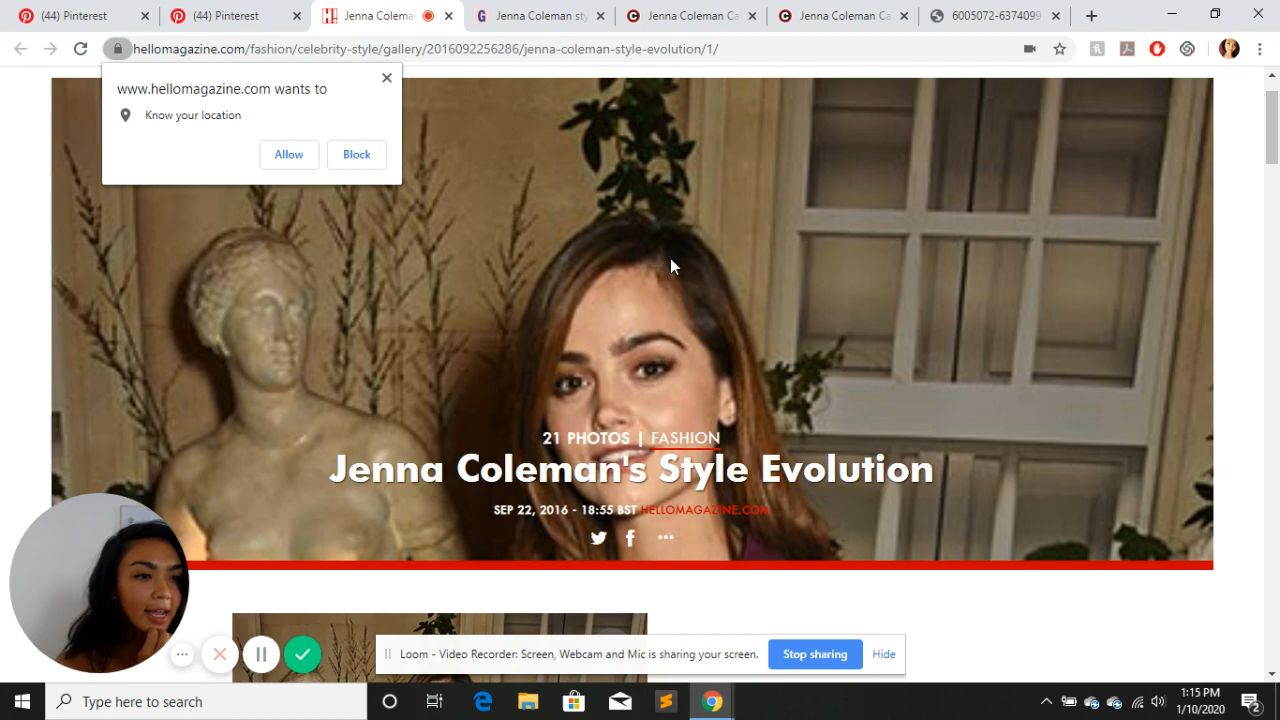 (44) Pinterest
(44) Pinterest
Jenna Colema
Jenna Coleman sty
Jenna Coleman Ca
Jenna Coleman Ca
6005072-6374099
hellomagazine.com/fashion/celebrity-style/gallery/2016092256286/jenna-coleman-style-evolution/1/
www.hellomagazine.com wants to
Know your location
Allow
Block
21 PHOTOS | FASHION
Jenna Coleman's Style Evolution
SEP 22, 2016 - 18:55 BST HELLOMAGAZINE.COM
Loom - Video Recorder: Screen, Webcam and Mic is sharing your screen.
Stop sharing
Hide
Type here to search
1:15 PM
1/10/2020
2